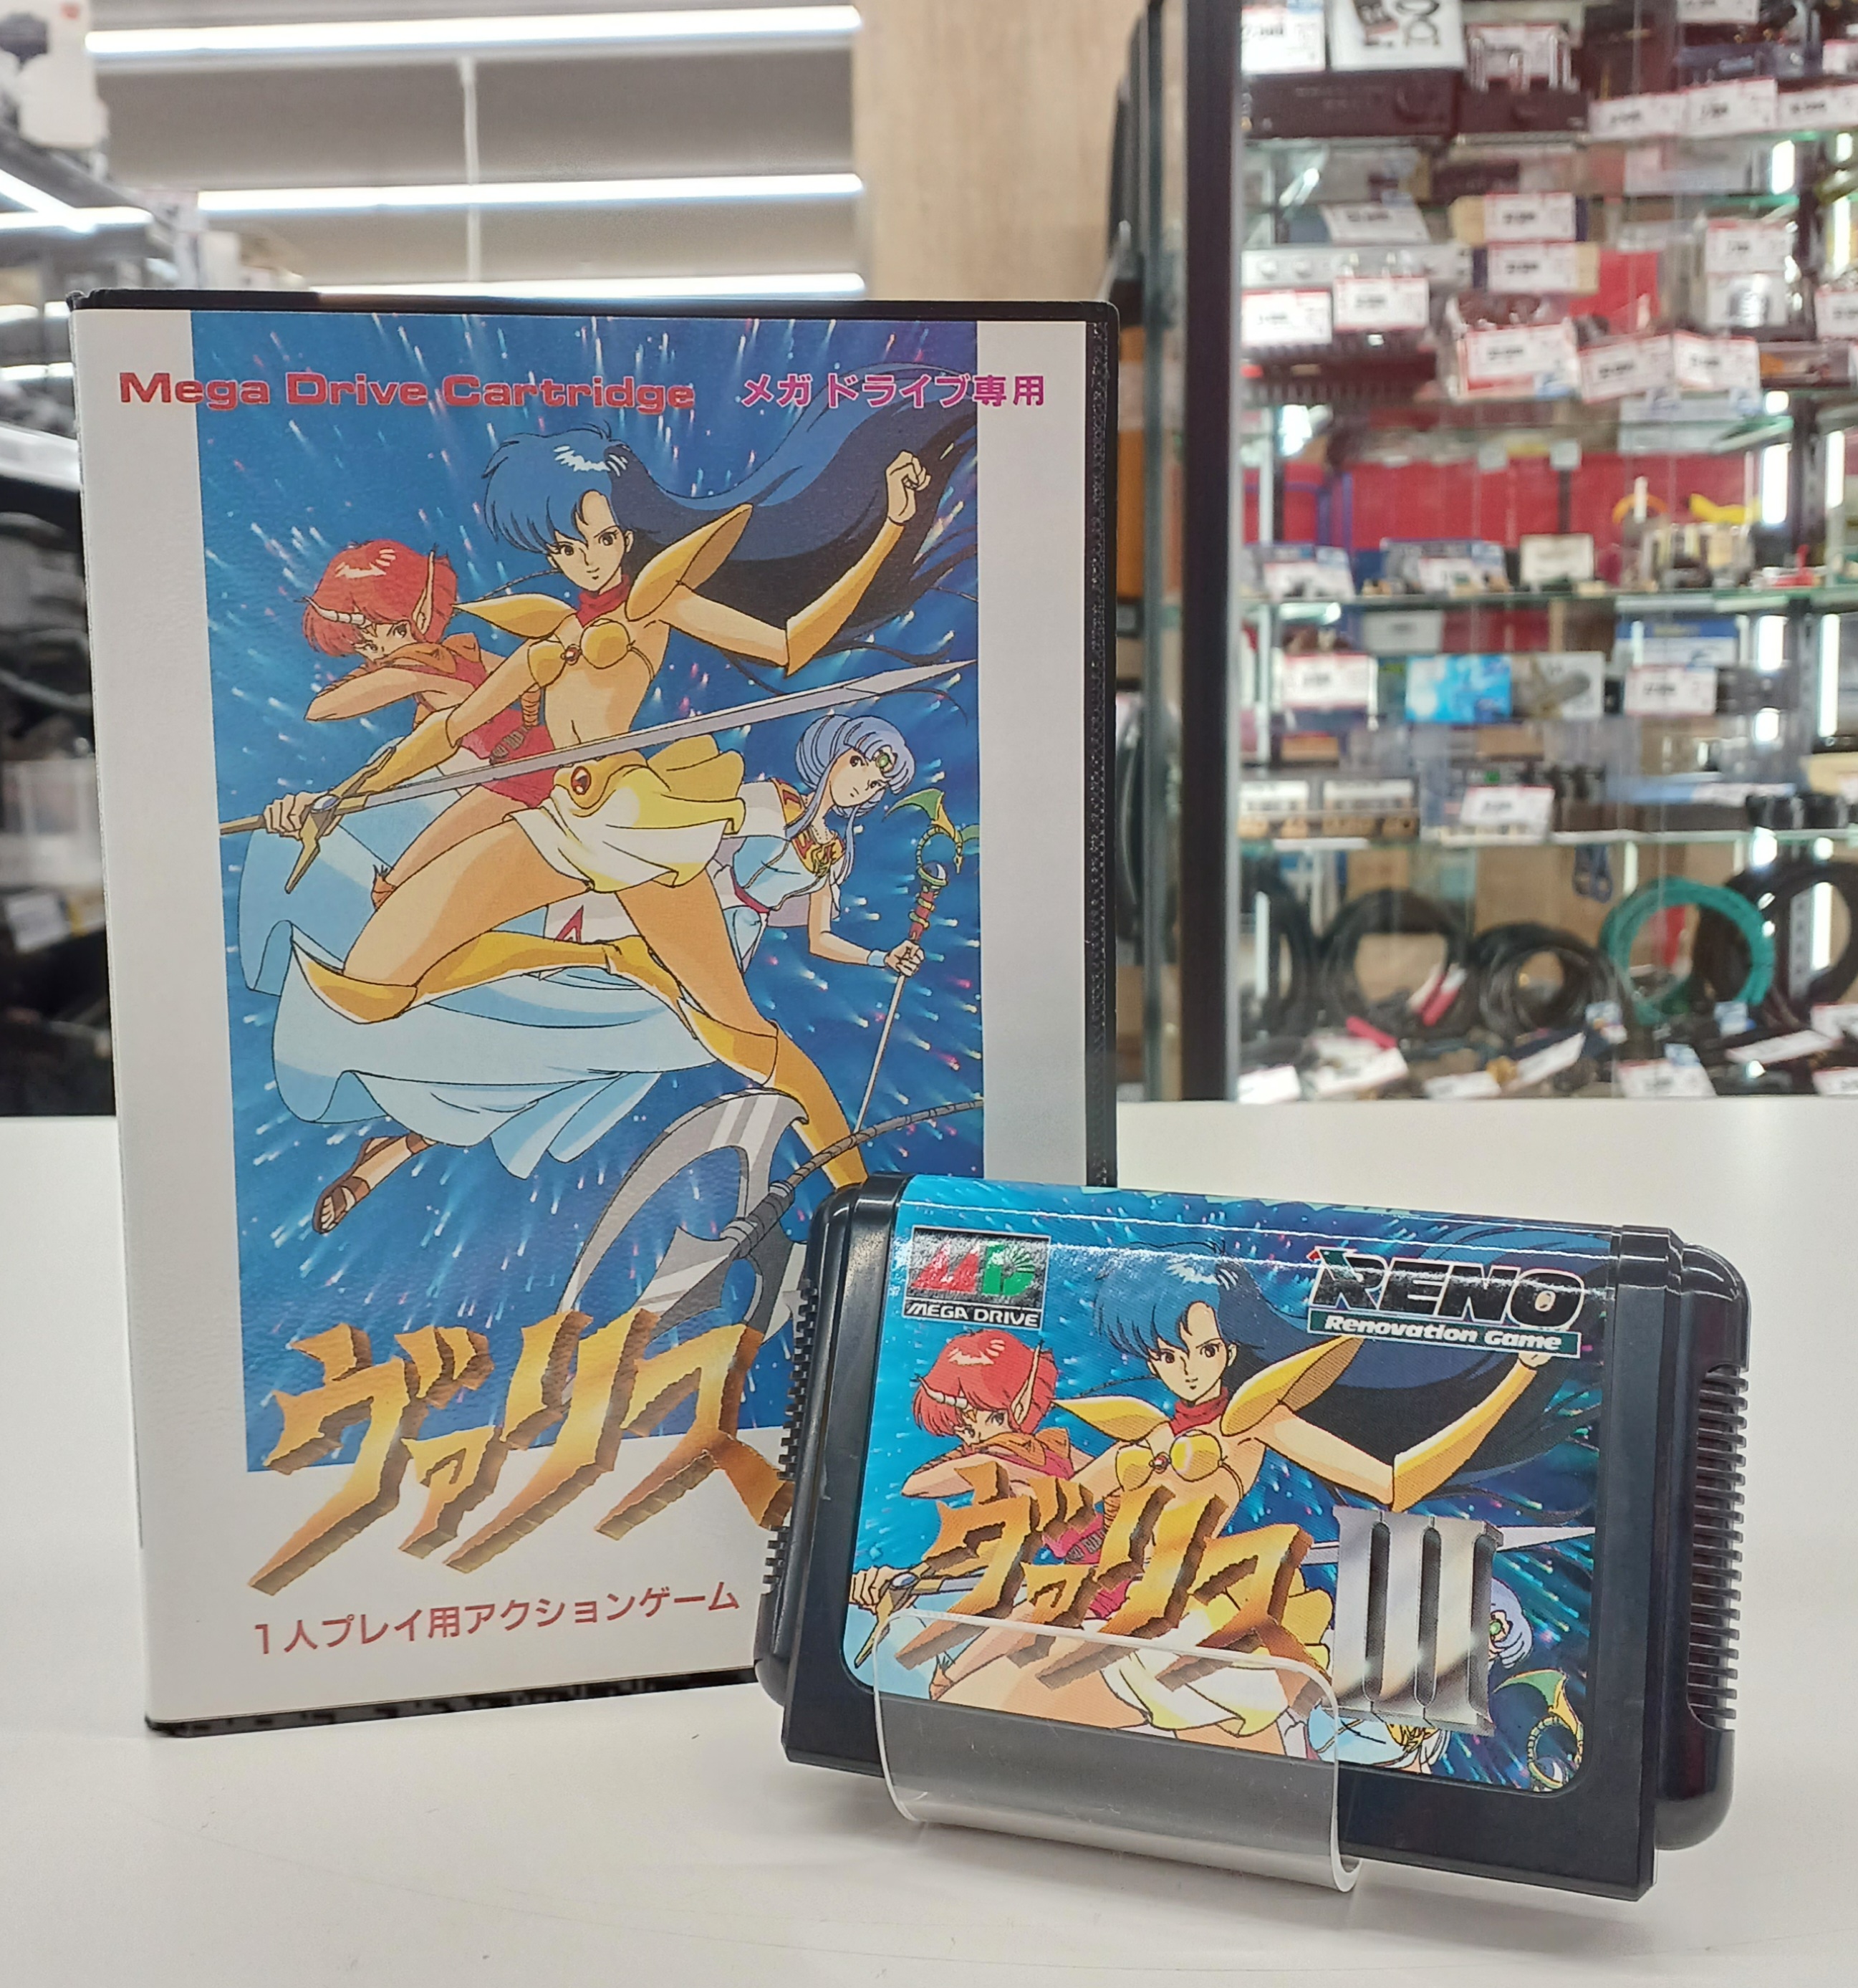 Mega Drive Cartridge メガドライブ専用
ヴァリス
1人プレイ用アクションゲーム
MD
MEGA DRIVE
RENO
Renovation Game
ヴァリス III